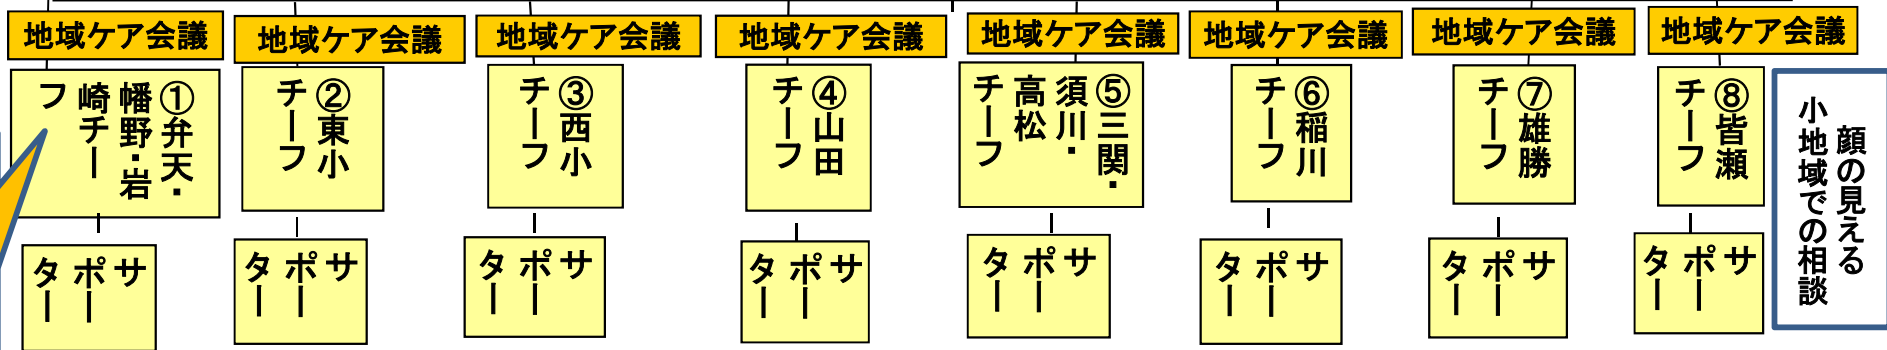 地域ケア会議
地域ケア会議
地域ケア会議
地域ケア会議
地域ケア会議
地域ケア会議
地域ケア会議
地域ケア会議
①弁天・
幡野・岩
崎チー
フ
②東小
チーフ
③西小
チーフ
④山田
チーフ
⑤三関・
須川・
高松
チーフ
⑥稲川
チーフ
⑦雄勝
チーフ
⑧皆瀬
チーフ
顔の見える
小地域での相談
サ
ポー
ター
サ
ポー
ター
サ
ポー
ター
サ
ポー
ター
サ
ポー
ター
サ
ポー
ター
サ
ポー
ター
サ
ポー
ター